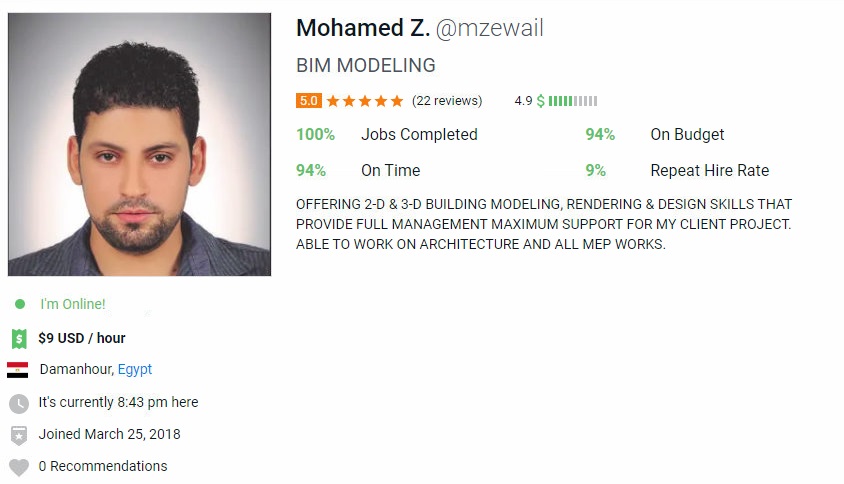 Mohamed Z. @mzewail
BIM MODELING
5.0 (22 reviews) 4.9 $
100% Jobs Completed 94% On Budget
94% On Time 9% Repeat Hire Rate
OFFERING 2-D & 3-D BUILDING MODELING, RENDERING & DESIGN SKILLS THAT
PROVIDE FULL MANAGEMENT MAXIMUM SUPPORT FOR MY CLIENT PROJECT.
ABLE TO WORK ON ARCHITECTURE AND ALL MEP WORKS.
I'm Online!
$ $9 USD / hour
Damanhour, Egypt
It's currently 8:43 pm here
Joined March 25, 2018
0 Recommendations